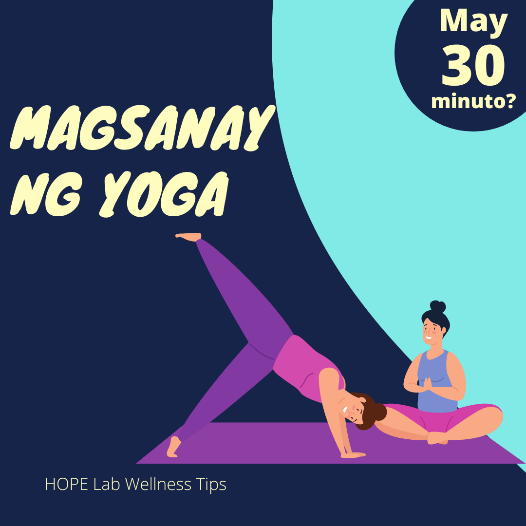 May
30
minuto?
MAGSANAY
NG YOGA
HOPE Lab Wellness Tips